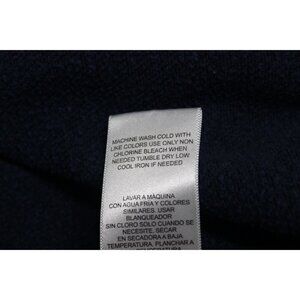 MACHINE WASH COLD WITH
LIKE COLORS USE ONLY NON
CHLORINE BLEACH WHEN
NEEDED TUMBLE DRY LOW
COOL IRON IF NEEDED
LAVAR A MAQUINA
CON AGUA FRIA Y COLORES
SIMILARES. USAR
BLANQUEADOR
SIN CLORO SOLO CUANDO SE
NECESITE, SECAR
EN SECADORA A BAJA
TEMPERATURA. PLANCHAR A
TEMPERATURA